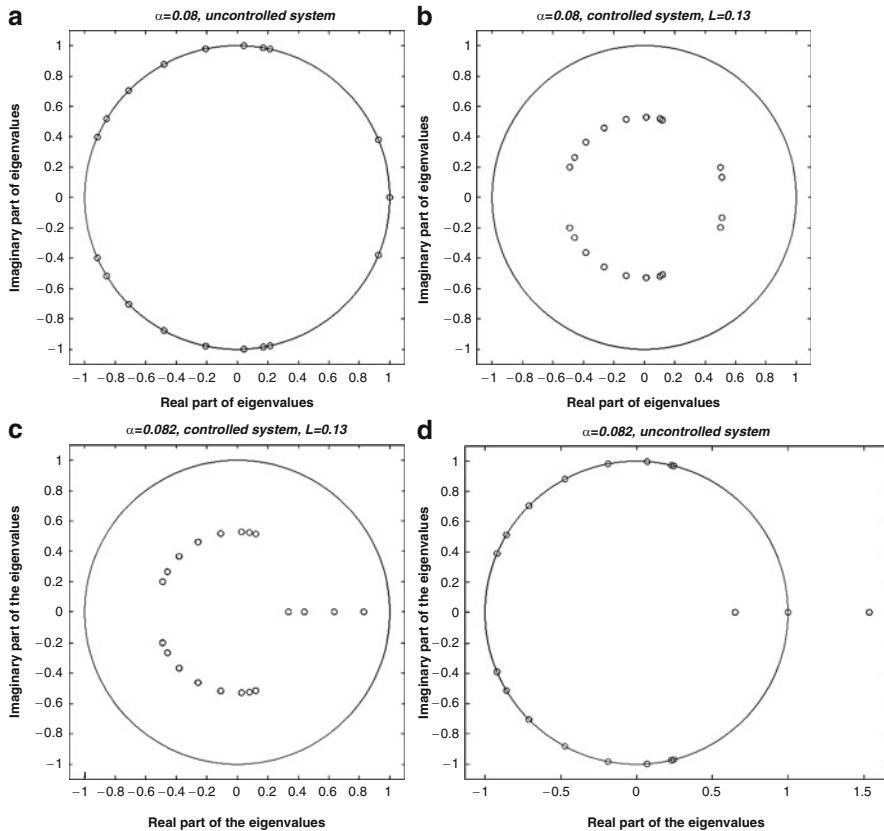 a
α=0.08, uncontrolled system
Imaginary part of eigenvalues
1
0.8
0.6
0.4
0.2
0
−0.2
−0.4
−0.6
−0.8
−1
−1 −0.8 −0.6 −0.4 −0.2 0 0.2 0.4 0.6 0.8 1
Real part of eigenvalues
b
α=0.08, controlled system, L=0.13
Imaginary part of eigenvalues
1
0.8
0.6
0.4
0.2
0
−0.2
−0.4
−0.6
−0.8
−1
−1 −0.8 −0.6 −0.4 −0.2 0 0.2 0.4 0.6 0.8 1
Real part of eigenvalues
c
α=0.082, controlled system, L=0.13
Imaginary part of the eigenvalues
1
0.8
0.6
0.4
0.2
0
−0.2
−0.4
−0.6
−0.8
−1
−1 −0.8 −0.6 −0.4 −0.2 0 0.2 0.4 0.6 0.8 1
Real part of the eigenvalues
d
α=0.082, uncontrolled system
Imaginary part of the eigenvalues
1
0.8
0.6
0.4
0.2
0
−0.2
−0.4
−0.6
−0.8
−1
−1 −0.5 0 0.5 1 1.5
Real part of the eigenvalues